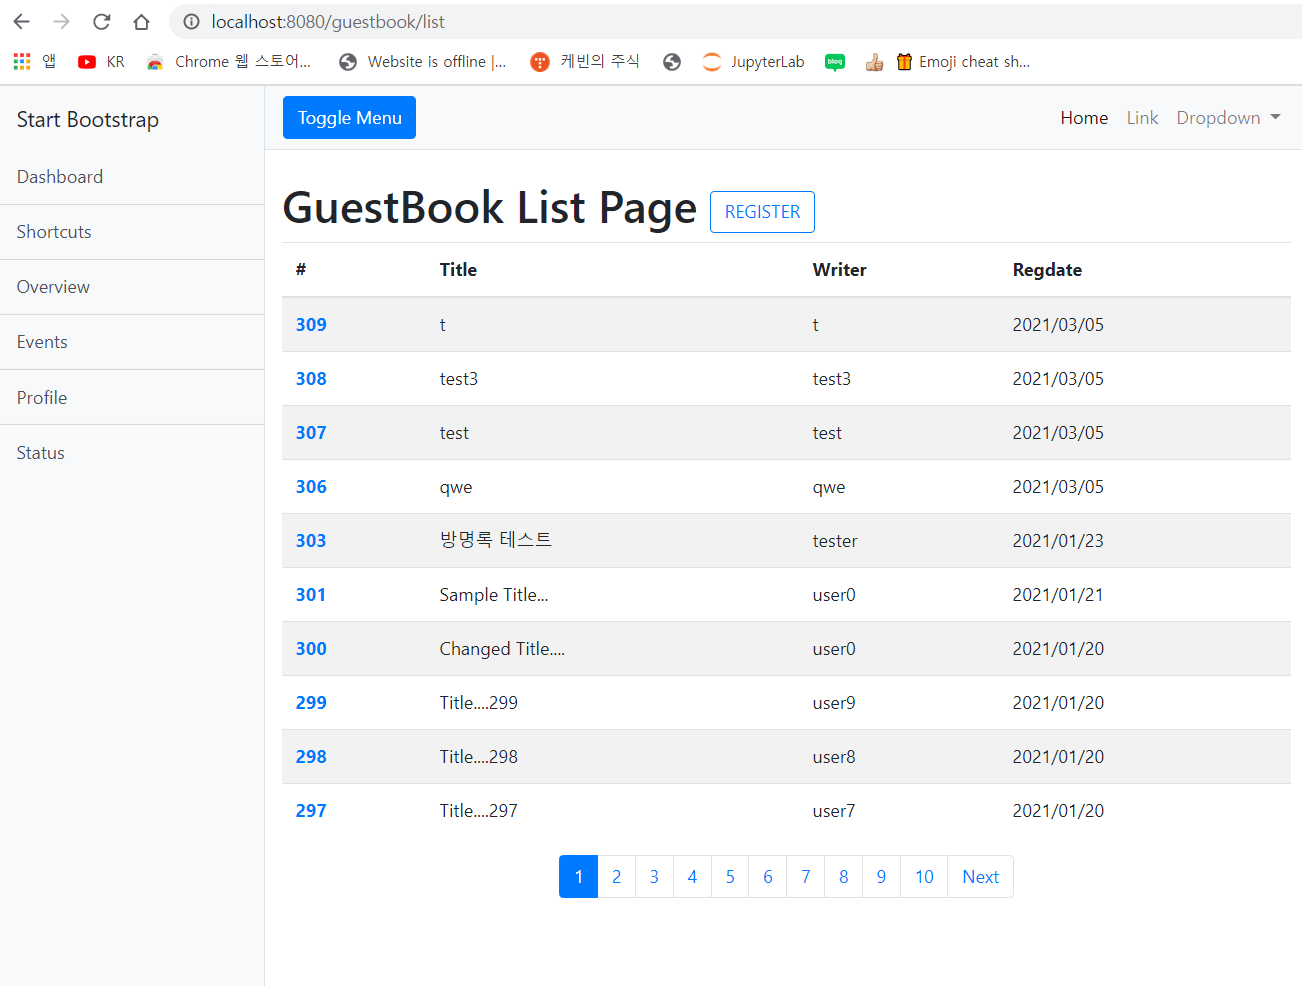 localhost:8080/guestbook/list
앱 KR Chrome 웹 스토어... Website is offline |... 케빈의 주식 JupyterLab blog Emoji cheat sh...
Start Bootstrap
Toggle Menu
Home Link Dropdown
Dashboard
Shortcuts
Overview
Events
Profile
Status
GuestBook List Page REGISTER
# Title Writer Regdate
309 t t 2021/03/05
308 test3 test3 2021/03/05
307 test test 2021/03/05
306 qwe qwe 2021/03/05
303 방명록 테스트 tester 2021/01/23
301 Sample Title... user0 2021/01/21
300 Changed Title.... user0 2021/01/20
299 Title....299 user9 2021/01/20
298 Title....298 user8 2021/01/20
297 Title....297 user7 2021/01/20
1 2 3 4 5 6 7 8 9 10 Next